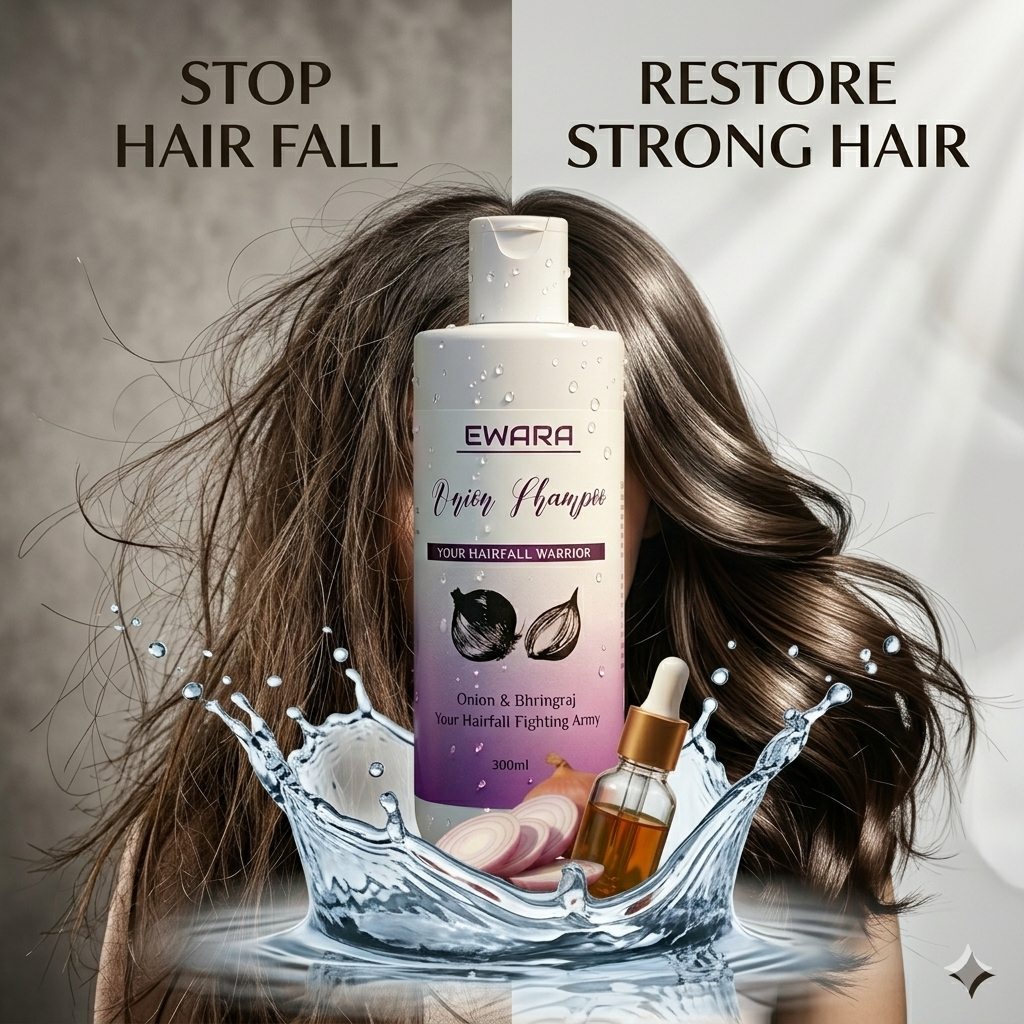 STOP
HAIR FALL
RESTORE
STRONG HAIR
EWARA
Onion Shampoo
YOUR HAIRFALL WARRIOR
Onion & Bhringraj
Your Hairfall Fighting Army
300ml